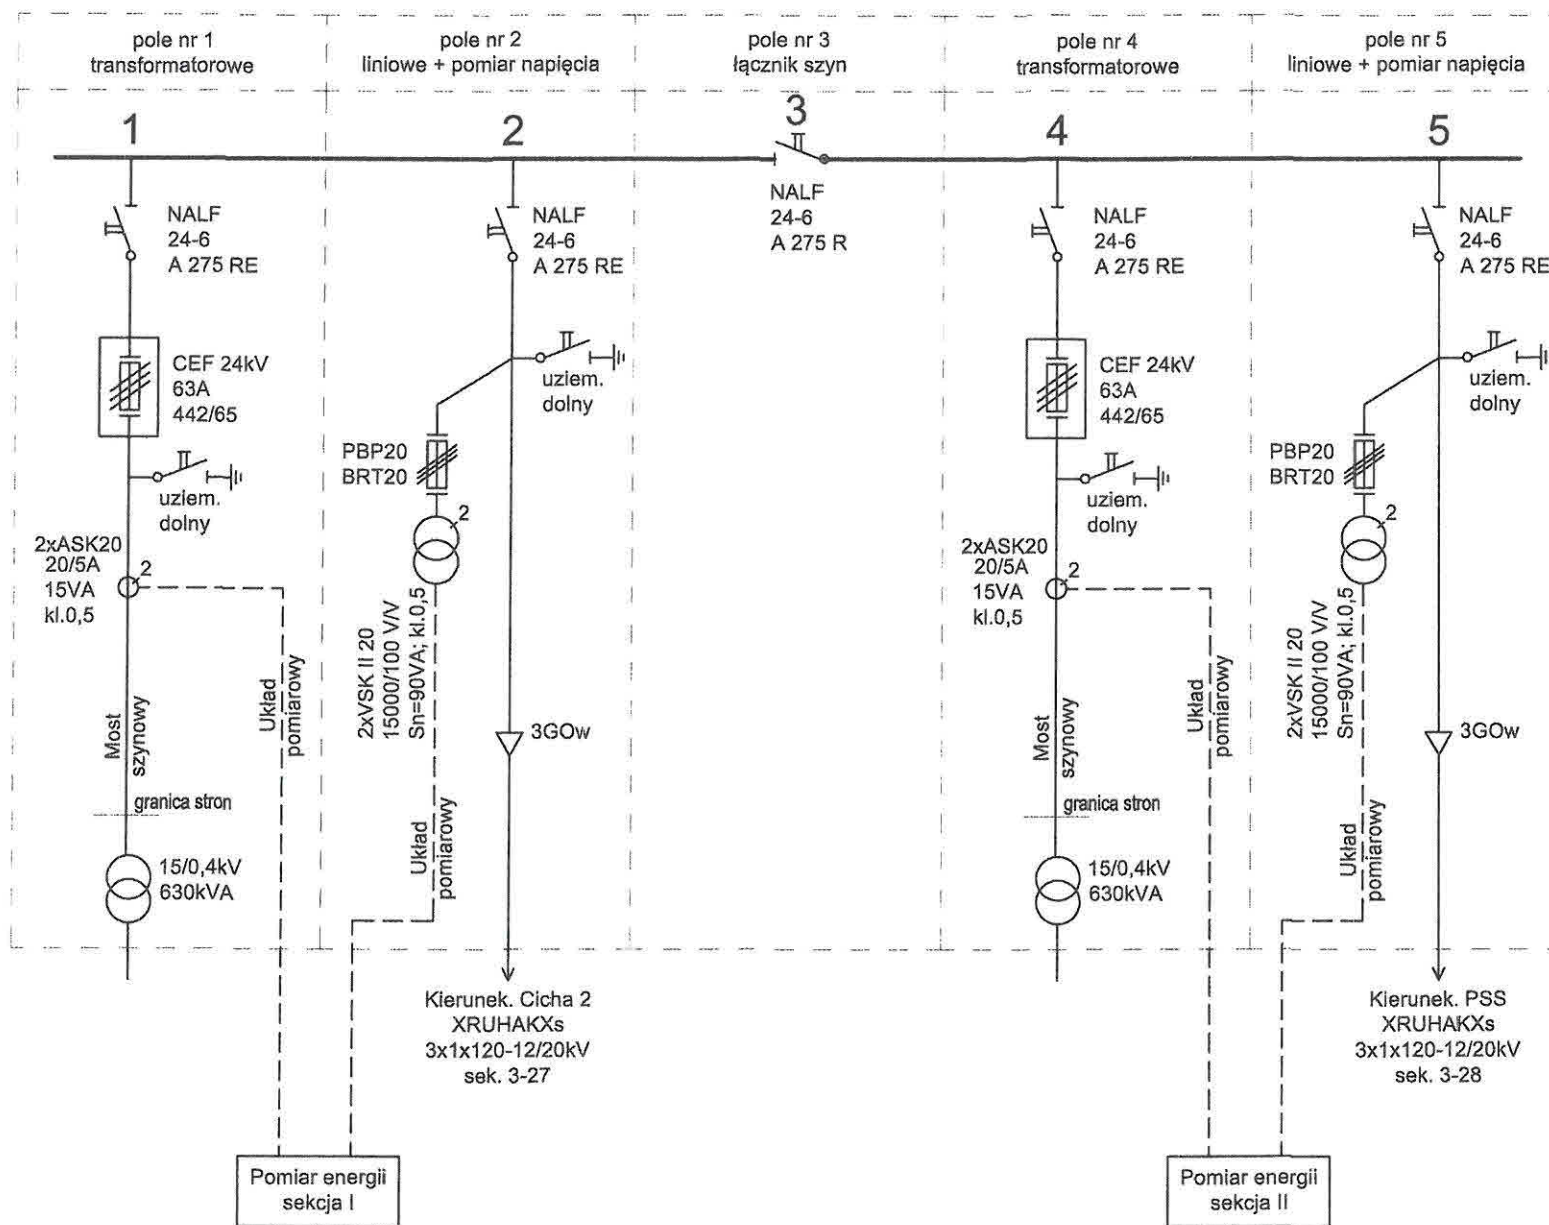 pole nr 1
transformatorowe
pole nr 2
liniowe + pomiar napięcia
pole nr 3
łącznik szyn
pole nr 4
transformatorowe
pole nr 5
liniowe + pomiar napięcia
1
2
3
4
5
NALF
24-6
A 275 RE
CEF 24kV
63A
442/65
uziem.
dolny
2xASK20
20/5A
15VA
kl.0,5
2
Most
szynowy
Układ
pomiarowy
granica stron
15/0,4kV
630kVA
NALF
24-6
A 275 RE
uziem.
dolny
PBP20
BRT20
2
2xVSK II 20
15000/100 V/V
Sn=90VA; kl.0,5
Układ
pomiarowy
3GOw
Kierunek. Cicha 2
XRUHAKXs
3x1x120-12/20kV
sek. 3-27
NALF
24-6
A 275 R
NALF
24-6
A 275 RE
CEF 24kV
63A
442/65
uziem.
dolny
2xASK20
20/5A
15VA
kl.0,5
2
Most
szynowy
Układ
pomiarowy
granica stron
15/0,4kV
630kVA
NALF
24-6
A 275 RE
uziem.
dolny
PBP20
BRT20
2
2xVSK II 20
15000/100 V/V
Sn=90VA; kl.0,5
Układ
pomiarowy
3GOw
Kierunek. PSS
XRUHAKXs
3x1x120-12/20kV
sek. 3-28
Pomiar energii
sekcja I
Pomiar energii
sekcja II